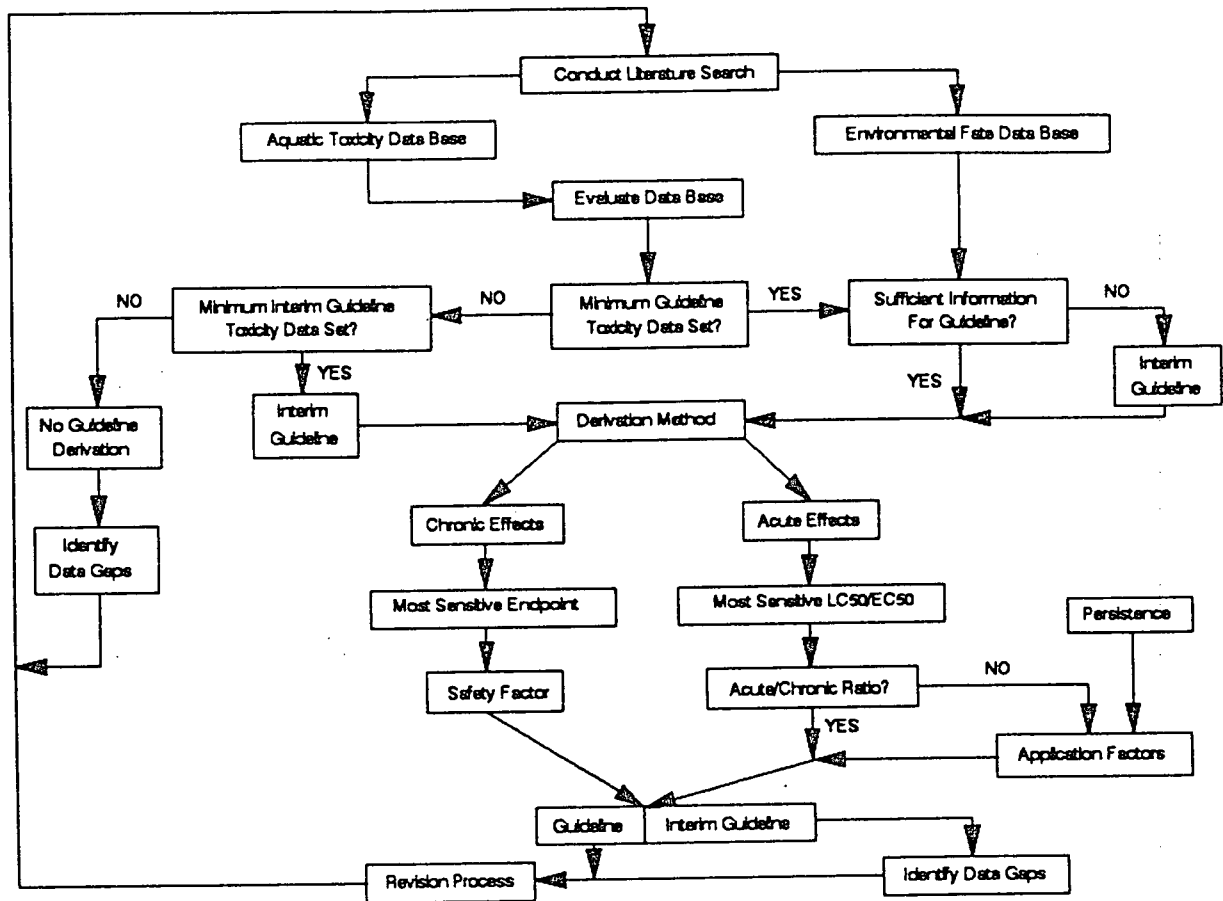 Conduct Literature Search
Aquatic Toxicity Data Base
Environmental Fate Data Base
Evaluate Data Base
NO
Minimum Interim Guideline
Toxicity Data Set?
NO
Minimum Guideline
Toxicity Data Set?
YES
Sufficient Information
For Guideline?
NO
YES
YES
Interim
Guideline
No Guideline
Derivation
Interim
Guideline
Derivation Method
Chronic Effects
Acute Effects
Identify
Data Gaps
Most Sensitive Endpoint
Most Sensitive LC50/EC50
Persistence
Safety Factor
Acute/Chronic Ratio?
NO
YES
Application Factors
Guideline
Interim Guideline
Revision Process
Identify Data Gaps